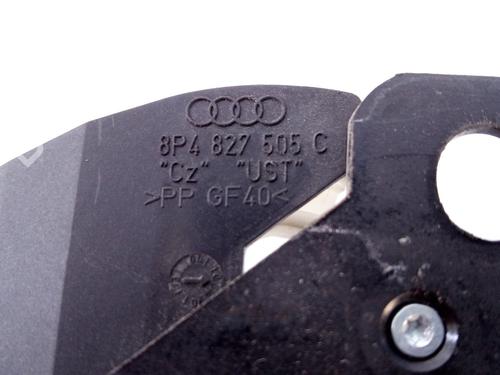 8P4 827 505 C
"Cz" "UST"
>PP GF40<